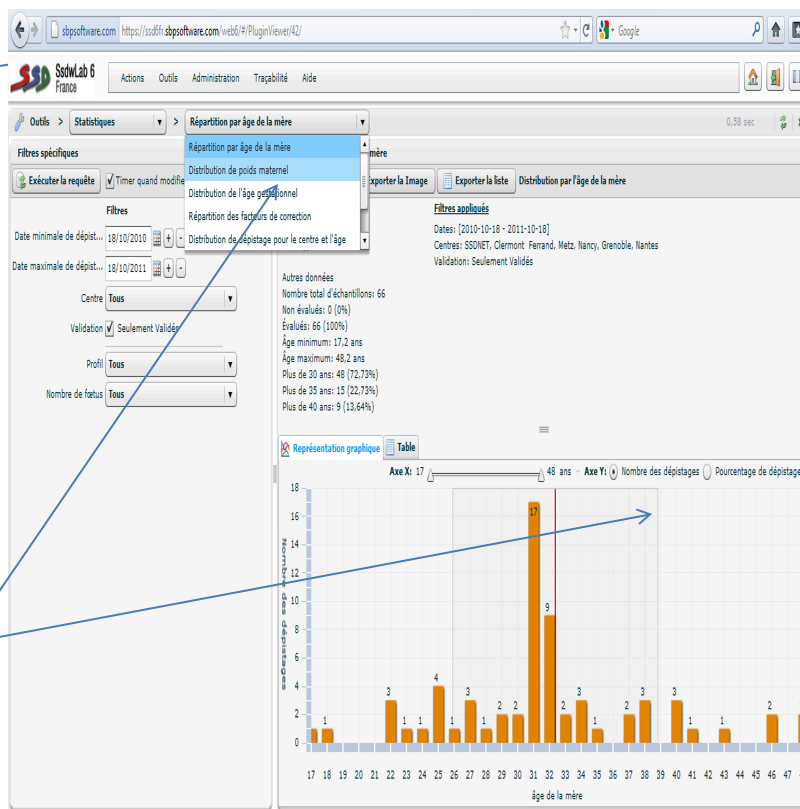 sbpsoftware.com https://ssd6fr.sbpsoftware.com/web6/#/PluginViewer/42/
Google
SSD SsdwLab 6
France
Actions Outils Administration Traçabilité Aide
Outils > Statistiques > Répartition par âge de la mère
0,58 sec
Répartition par âge de la mère
Distribution de poids maternel
Distribution de l'âge gestationnel
Répartition des facteurs de correction
Distribution de dépistage pour le centre et l'âge
Filtres spécifiques
mère
Exécuter la requête
Timer quand modifie
Exporter la Image
Exporter la liste
Distribution par l'âge de la mère
Filtres
Date minimale de dépist... 18/10/2010 + -
Date maximale de dépist... 18/10/2011 + -
Centre Tous
Validation Seulement Validés
Profil Tous
Nombre de fœtus Tous
Filtres appliqués
Dates: [2010-10-18 - 2011-10-18]
Centres: SSDNET, Clermont Ferrand, Metz, Nancy, Grenoble, Nantes
Validation: Seulement Validés
Autres données
Nombre total d'échantillons: 66
Non évalués: 0 (0%)
Évalués: 66 (100%)
Âge minimum: 17,2 ans
Âge maximum: 48,2 ans
Plus de 30 ans: 48 (72,73%)
Plus de 35 ans: 15 (22,73%)
Plus de 40 ans: 9 (13,64%)
Représentation graphique
Table
Axe X: 17 48 ans - Axe Y: Nombre des dépistages Pourcentage de dépistage
Nombre des dépistages
18
16
14
12
10
8
6
4
2
0
1 3 1 1 4 1 3 1 2 2 17 9 2 3 1 2 3 3 1 1 2
17 18 19 20 21 22 23 24 25 26 27 28 29 30 31 32 33 34 35 36 37 38 39 40 41 42 43 44 45 46 47
âge de la mère